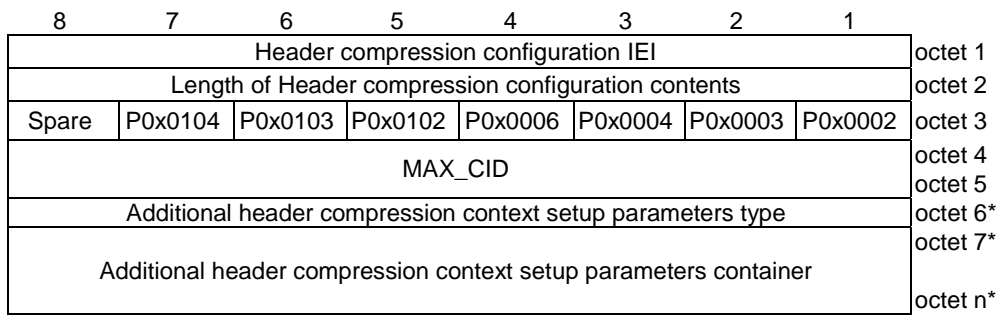 8 7 6 5 4 3 2 1
Header compression configuration IEI octet 1
Length of Header compression configuration contents octet 2
Spare P0x0104 P0x0103 P0x0102 P0x0006 P0x0004 P0x0003 P0x0002 octet 3
MAX_CID octet 4
octet 5
Additional header compression context setup parameters type octet 6*
octet 7*
Additional header compression context setup parameters container
octet n*